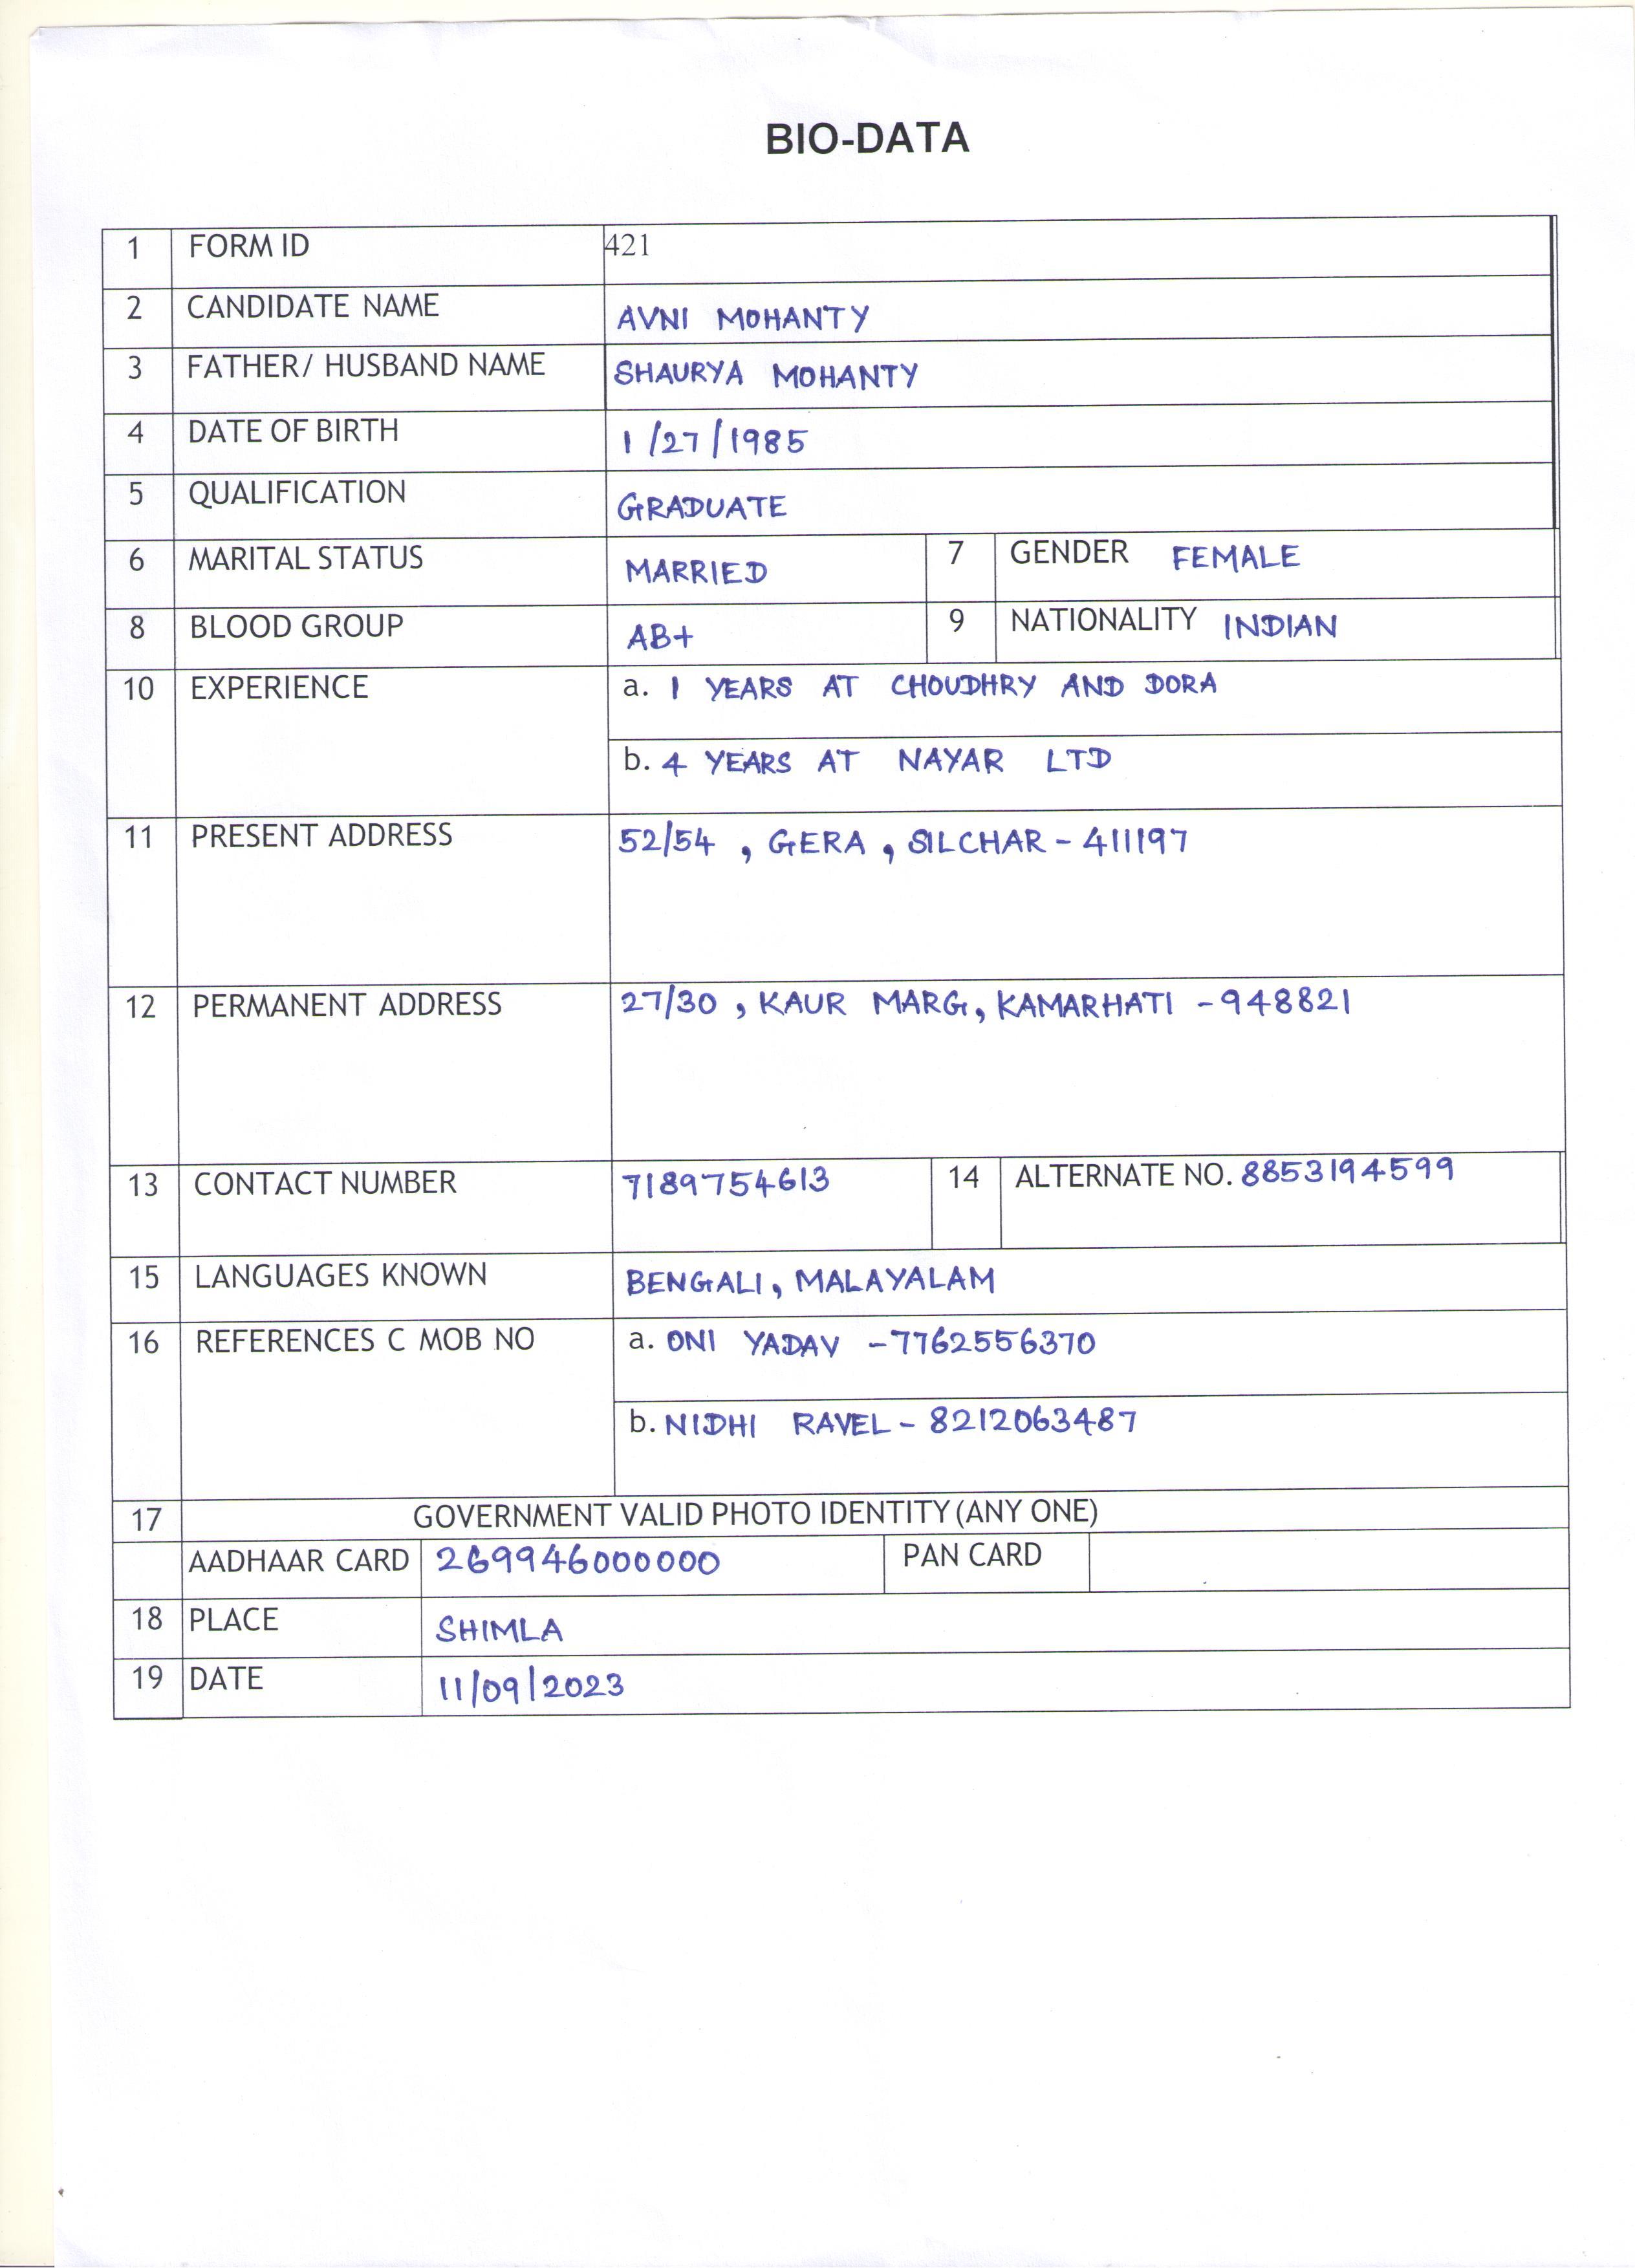 BIO-DATA
1 FORM ID 421
2 CANDIDATE NAME AVNI MOHANTY
3 FATHER/ HUSBAND NAME SHAURYA MOHANTY
4 DATE OF BIRTH 1/27/1985
5 QUALIFICATION GRADUATE
6 MARITAL STATUS MARRIED 7 GENDER FEMALE
8 BLOOD GROUP AB+ 9 NATIONALITY INDIAN
10 EXPERIENCE a. 1 YEARS AT CHOUDHRY AND DORA
b. 4 YEARS AT NAYAR LTD
11 PRESENT ADDRESS 52/54 , GERA , SILCHAR - 411197
12 PERMANENT ADDRESS 27/30 , KAUR MARG, KAMARHATI - 948821
13 CONTACT NUMBER 7189754613 14 ALTERNATE NO. 8853194599
15 LANGUAGES KNOWN BENGALI, MALAYALAM
16 REFERENCES C MOB NO a. ONI YADAV - 7762556370
b. NIDHI RAVEL - 8212063487
17 GOVERNMENT VALID PHOTO IDENTITY (ANY ONE)
AADHAAR CARD 269946000000 PAN CARD
18 PLACE SHIMLA
19 DATE 11/09/2023